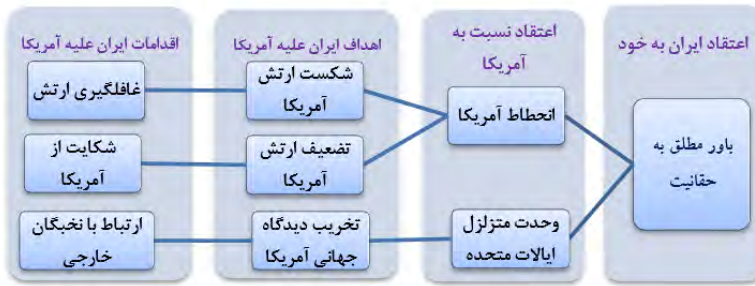 اعتقاد ایران به خود
باور مطلق به
حقانیت
اعتقاد نسبت به
آمریکا
انحطاط آمریکا
وحدت متزلزل
ایالات متحده
اهداف ایران علیه آمریکا
شکست ارتش
آمریکا
تضعیف ارتش
آمریکا
تخریب دیدگاه
جهانی آمریکا
اقدامات ایران علیه آمریکا
غافلگیری ارتش
شکایت از
آمریکا
ارتباط با نخبگان
خارجی